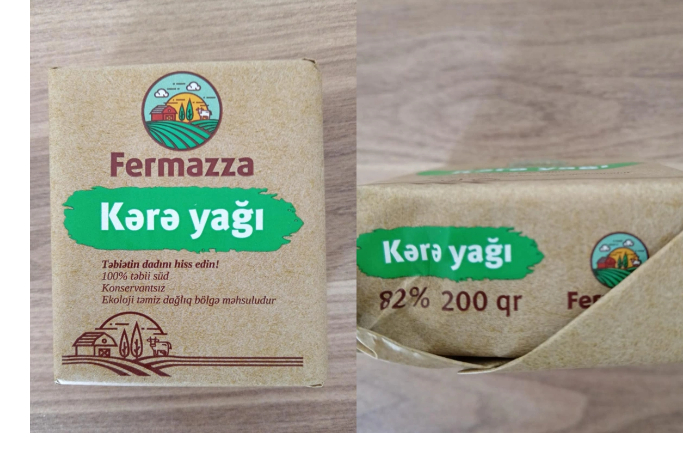 Fermazza
Kərə yağı
Təbiətin dadını hiss edin!
100% təbii süd
Konservantsız
Ekoloji təmiz dağlıq bölgə məhsuludur
Kərə yağı
82% 200 qr